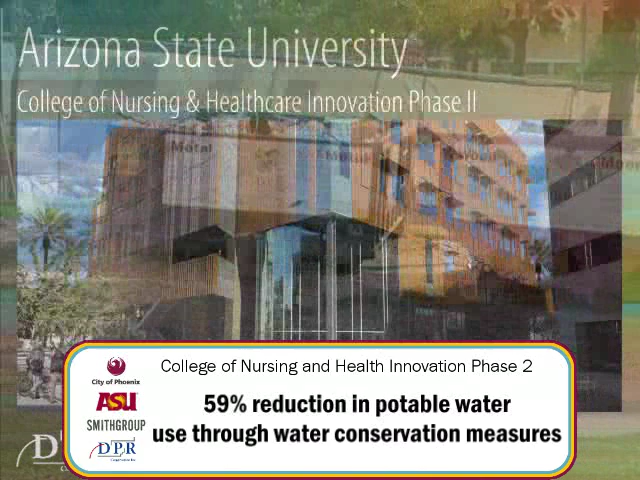 Arizona State University
College of Nursing & Healthcare Innovation Phase II
College of Nursing and Health Innovation Phase 2
City of Phoenix
ASU
SMITHGROUP
DPR
59% reduction in potable water
use through water conservation measures